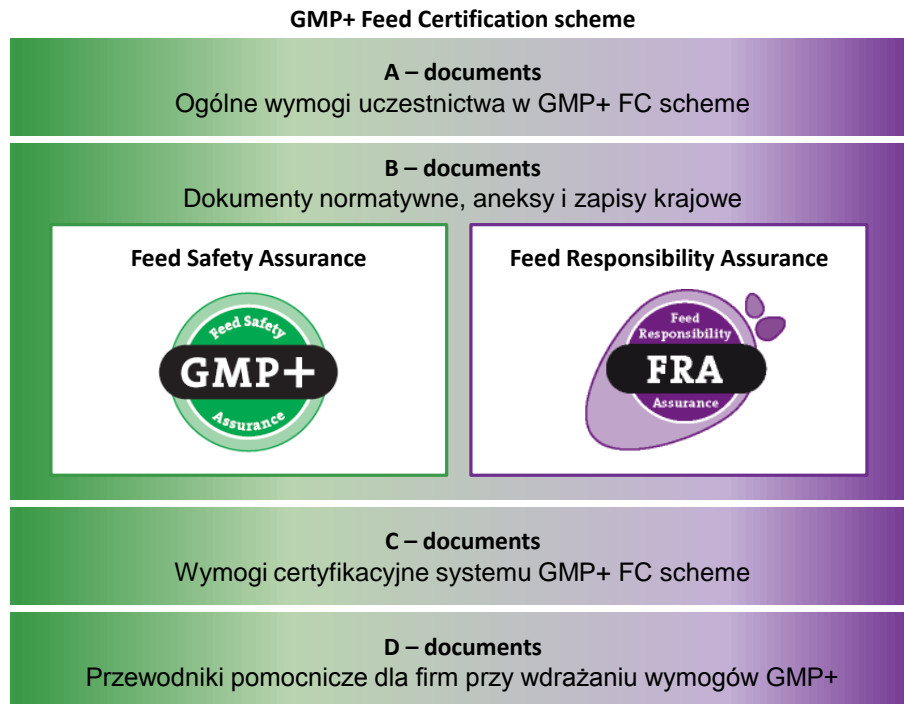 GMP+ Feed Certification scheme
A – documents
Ogólne wymogi uczestnictwa w GMP+ FC scheme
B – documents
Dokumenty normatywne, aneksy i zapisy krajowe
Feed Safety Assurance
Feed Safety
GMP+
Assurance
Feed Responsibility Assurance
Feed
Responsibility
FRA
Assurance
C – documents
Wymogi certyfikacyjne systemu GMP+ FC scheme
D – documents
Przewodniki pomocnicze dla firm przy wdrażaniu wymogów GMP+